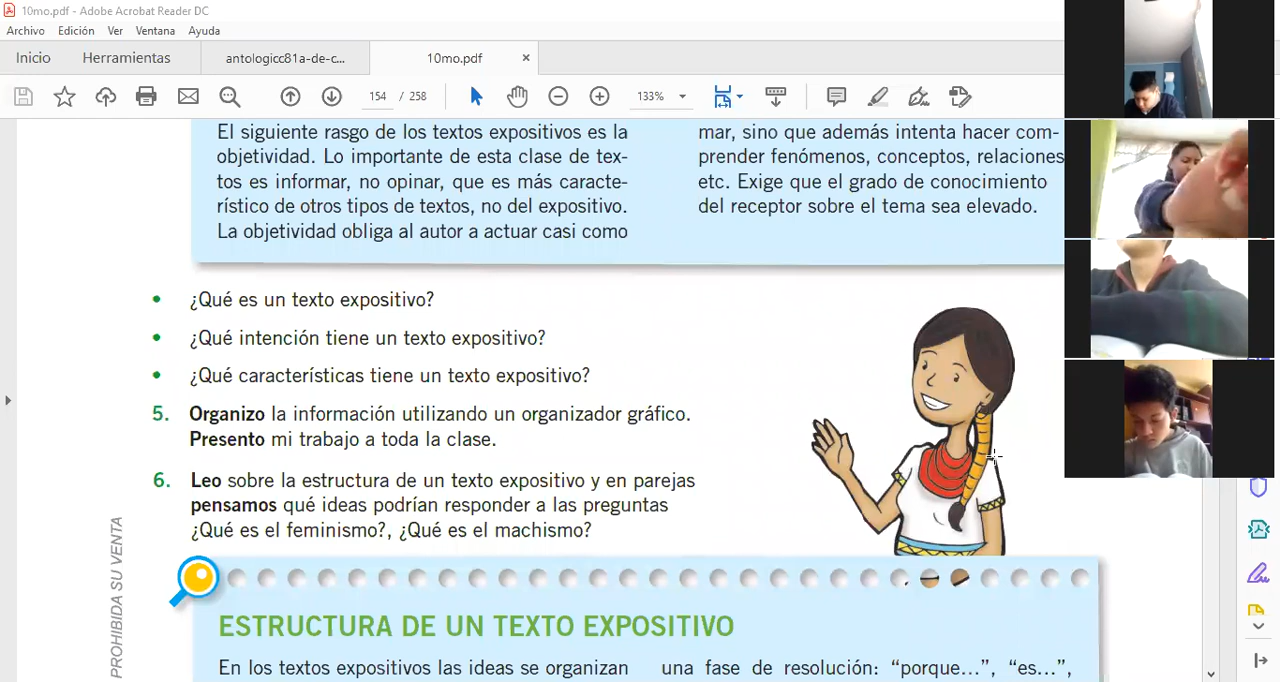 10mo.pdf - Adobe Acrobat Reader DC
Archivo Edición Ver Ventana Ayuda
Inicio Herramientas antologicc81a-de-c... 10mo.pdf ×
154 / 258 133%
El siguiente rasgo de los textos expositivos es la
objetividad. Lo importante de esta clase de tex-
tos es informar, no opinar, que es más caracte-
rístico de otros tipos de textos, no del expositivo.
La objetividad obliga al autor a actuar casi como
mar, sino que además intenta hacer com-
prender fenómenos, conceptos, relaciones
etc. Exige que el grado de conocimiento
del receptor sobre el tema sea elevado.
• ¿Qué es un texto expositivo?
• ¿Qué intención tiene un texto expositivo?
• ¿Qué características tiene un texto expositivo?
5. Organizo la información utilizando un organizador gráfico.
Presento mi trabajo a toda la clase.
6. Leo sobre la estructura de un texto expositivo y en parejas
pensamos qué ideas podrían responder a las preguntas
¿Qué es el feminismo?, ¿Qué es el machismo?
PROHIBIDA SU VENTA
ESTRUCTURA DE UN TEXTO EXPOSITIVO
En los textos expositivos las ideas se organizan
una fase de resolución: “porque...”, “es...”,